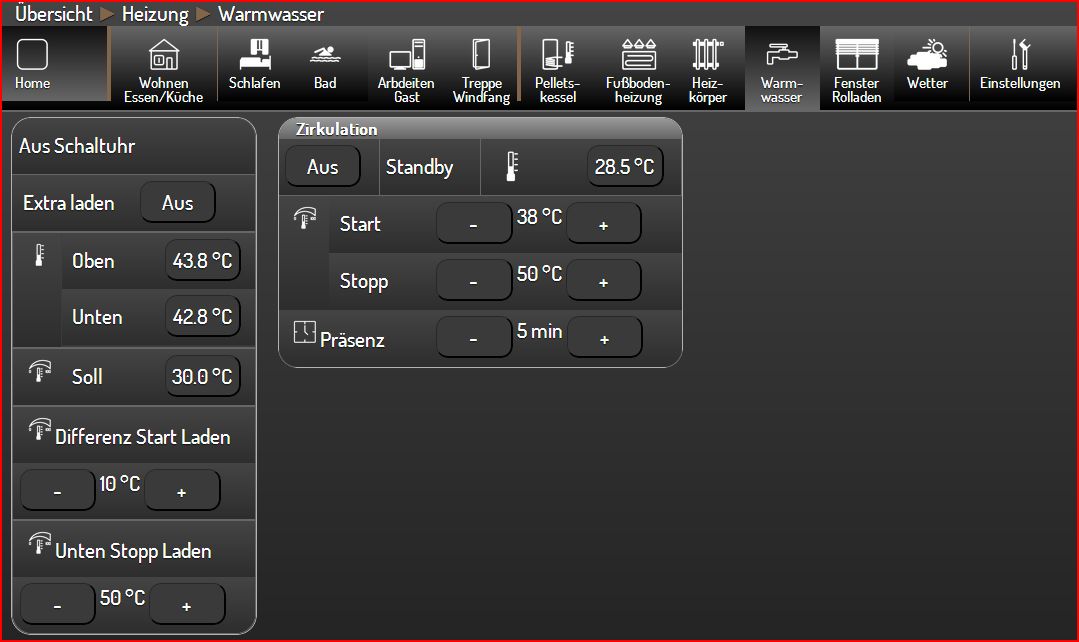 Übersicht Heizung Warmwasser
Home
Wohnen
Essen/Küche
Schlafen
Bad
Arbdeiten
Gast
Treppe
Windfang
Pellets-
kessel
Fußboden-
heizung
Heiz-
körper
Warm-
wasser
Fenster
Rolladen
Wetter
Einstellungen
Aus Schaltuhr
Extra laden Aus
Oben 43.8 °C
Unten 42.8 °C
Soll 30.0 °C
Differenz Start Laden
- 10 °C +
Unten Stopp Laden
- 50 °C +
Zirkulation
Aus Standby 28.5 °C
Start - 38 °C +
Stopp - 50 °C +
Präsenz - 5 min +